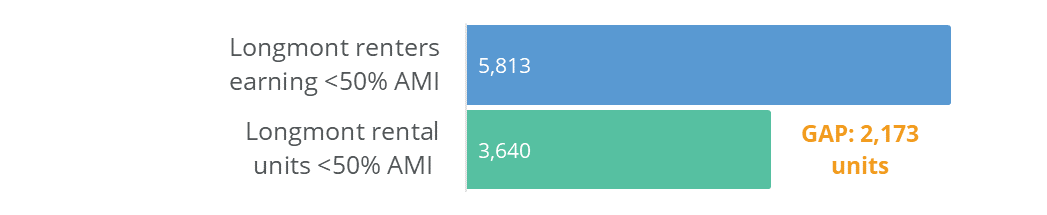 Longmont renters
earning <50% AMI
5,813
Longmont rental
units <50% AMI
3,640
GAP: 2,173
units